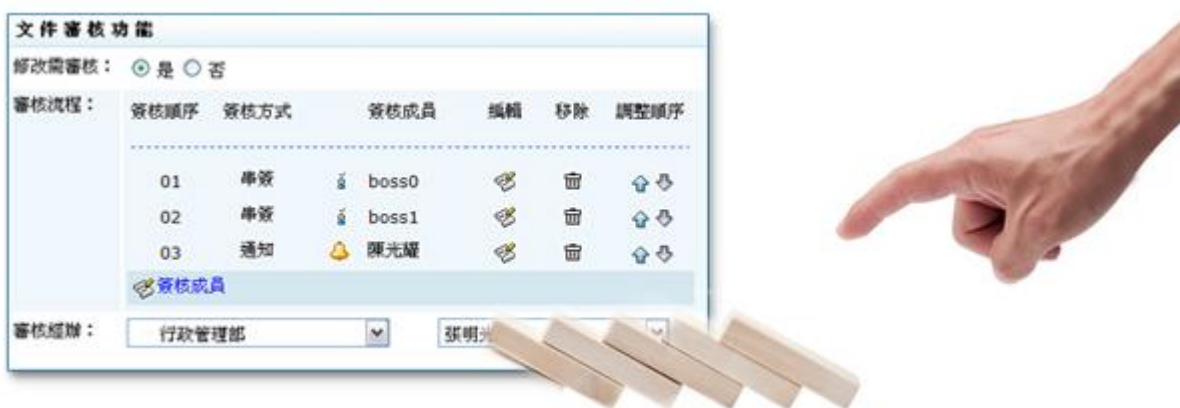 文件審核功能
修改需審核： 是 否
審核流程： 簽核順序 簽核方式 簽核成員 編輯 移除 調整順序
01 串簽 boss0
02 串簽 boss1
03 通知 陳光耀
簽核成員
審核經辦： 行政管理部 張明光